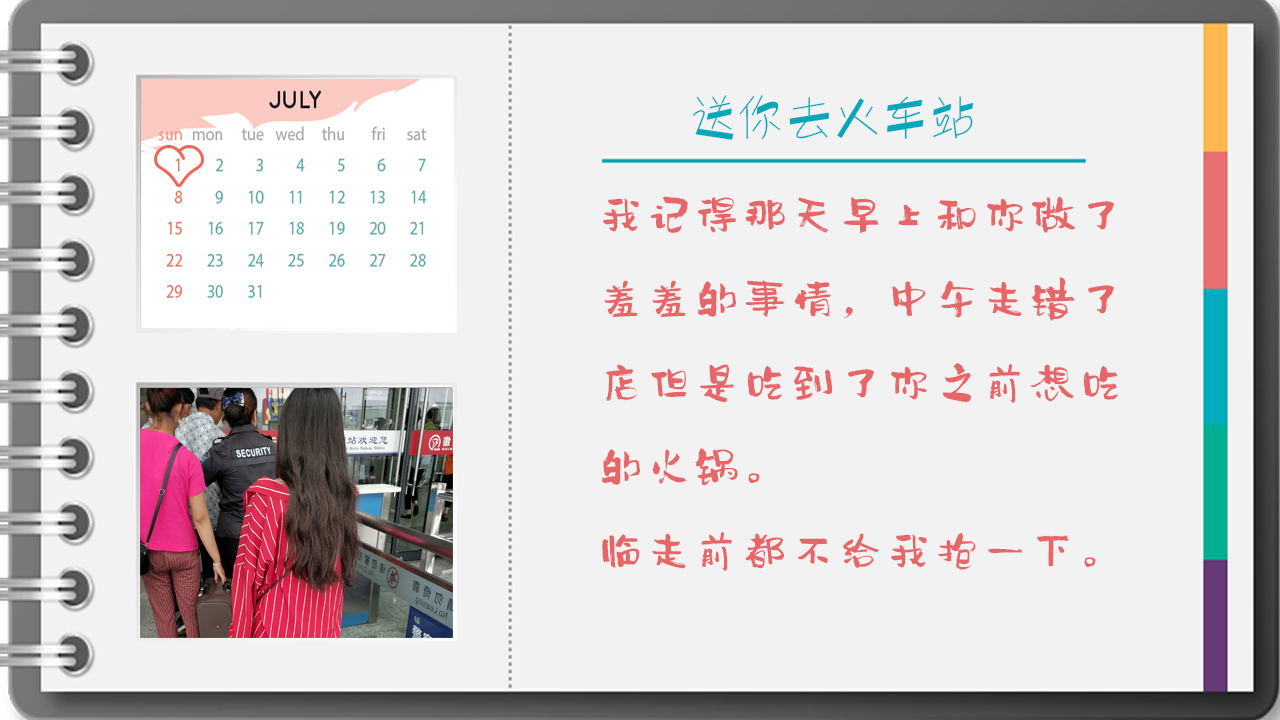 JULY
sun mon tue wed thu fri sat
1 2 3 4 5 6 7
8 9 10 11 12 13 14
15 16 17 18 19 20 21
22 23 24 25 26 27 28
29 30 31
送你去火车站
我记得那天早上和你做了
羞羞的事情，中午走错了
店但是吃到了你之前想吃
的火锅。
临走前都不给我抱一下。
站欢迎您
SECURITY
No Leaning